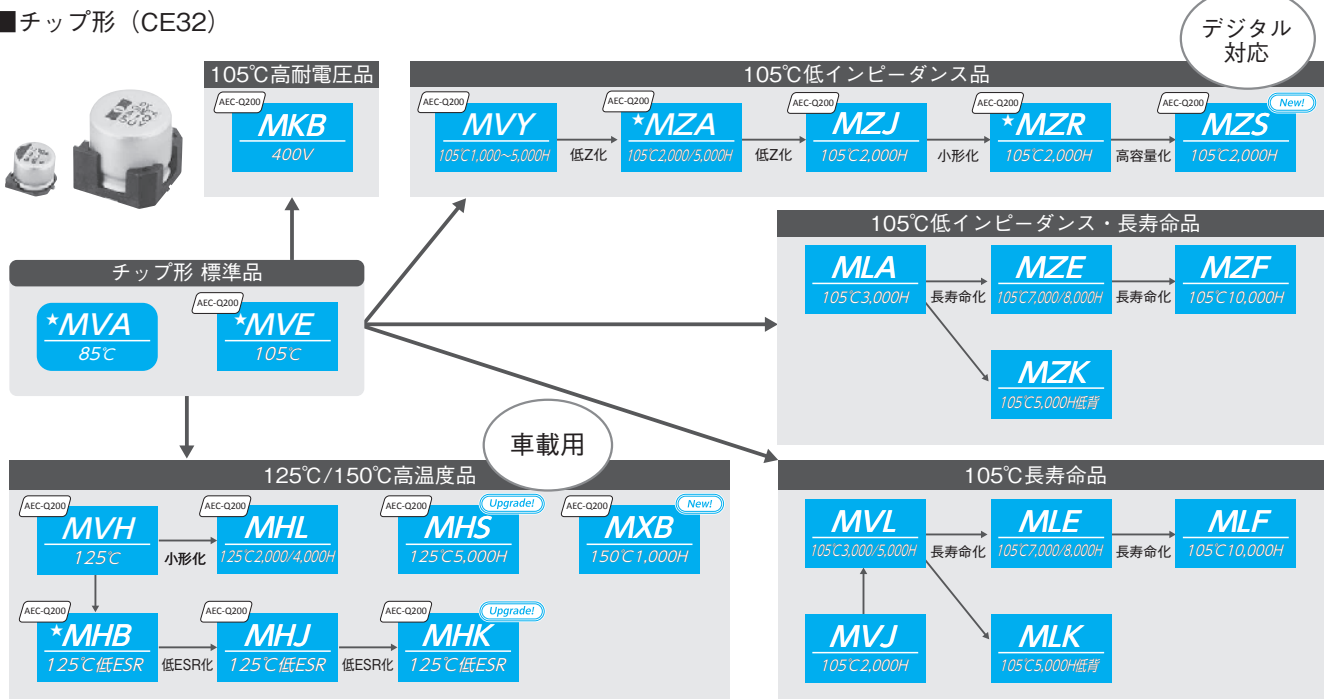 ■チップ形（CE32）
デジタル
対応
105℃高耐電圧品
AEC-Q200
MKB
400V
105℃低インピーダンス品
AEC-Q200
MVY
105℃1,000~5,000H
低Z化
AEC-Q200
★MZA
105℃2,000/5,000H
低Z化
AEC-Q200
MZJ
105℃2,000H
小形化
AEC-Q200
★MZR
105℃2,000H
高容量化
AEC-Q200
New!
MZS
105℃2,000H
チップ形 標準品
★MVA
85℃
AEC-Q200
★MVE
105℃
105℃低インピーダンス・長寿命品
MLA
105℃3,000H
長寿命化
MZE
105℃7,000/8,000H
長寿命化
MZF
105℃10,000H
MZK
105℃5,000H低背
車載用
125℃/150℃高温度品
AEC-Q200
MVH
125℃
小形化
AEC-Q200
MHL
125℃2,000/4,000H
AEC-Q200
Upgrade!
MHS
125℃5,000H
AEC-Q200
New!
MXB
150℃1,000H
AEC-Q200
★MHB
125℃低ESR
低ESR化
AEC-Q200
MHJ
125℃低ESR
低ESR化
AEC-Q200
Upgrade!
MHK
125℃低ESR
105℃長寿命品
MVL
105℃3,000/5,000H
長寿命化
MLE
105℃7,000/8,000H
長寿命化
MLF
105℃10,000H
MVJ
105℃2,000H
MLK
105℃5,000H低背